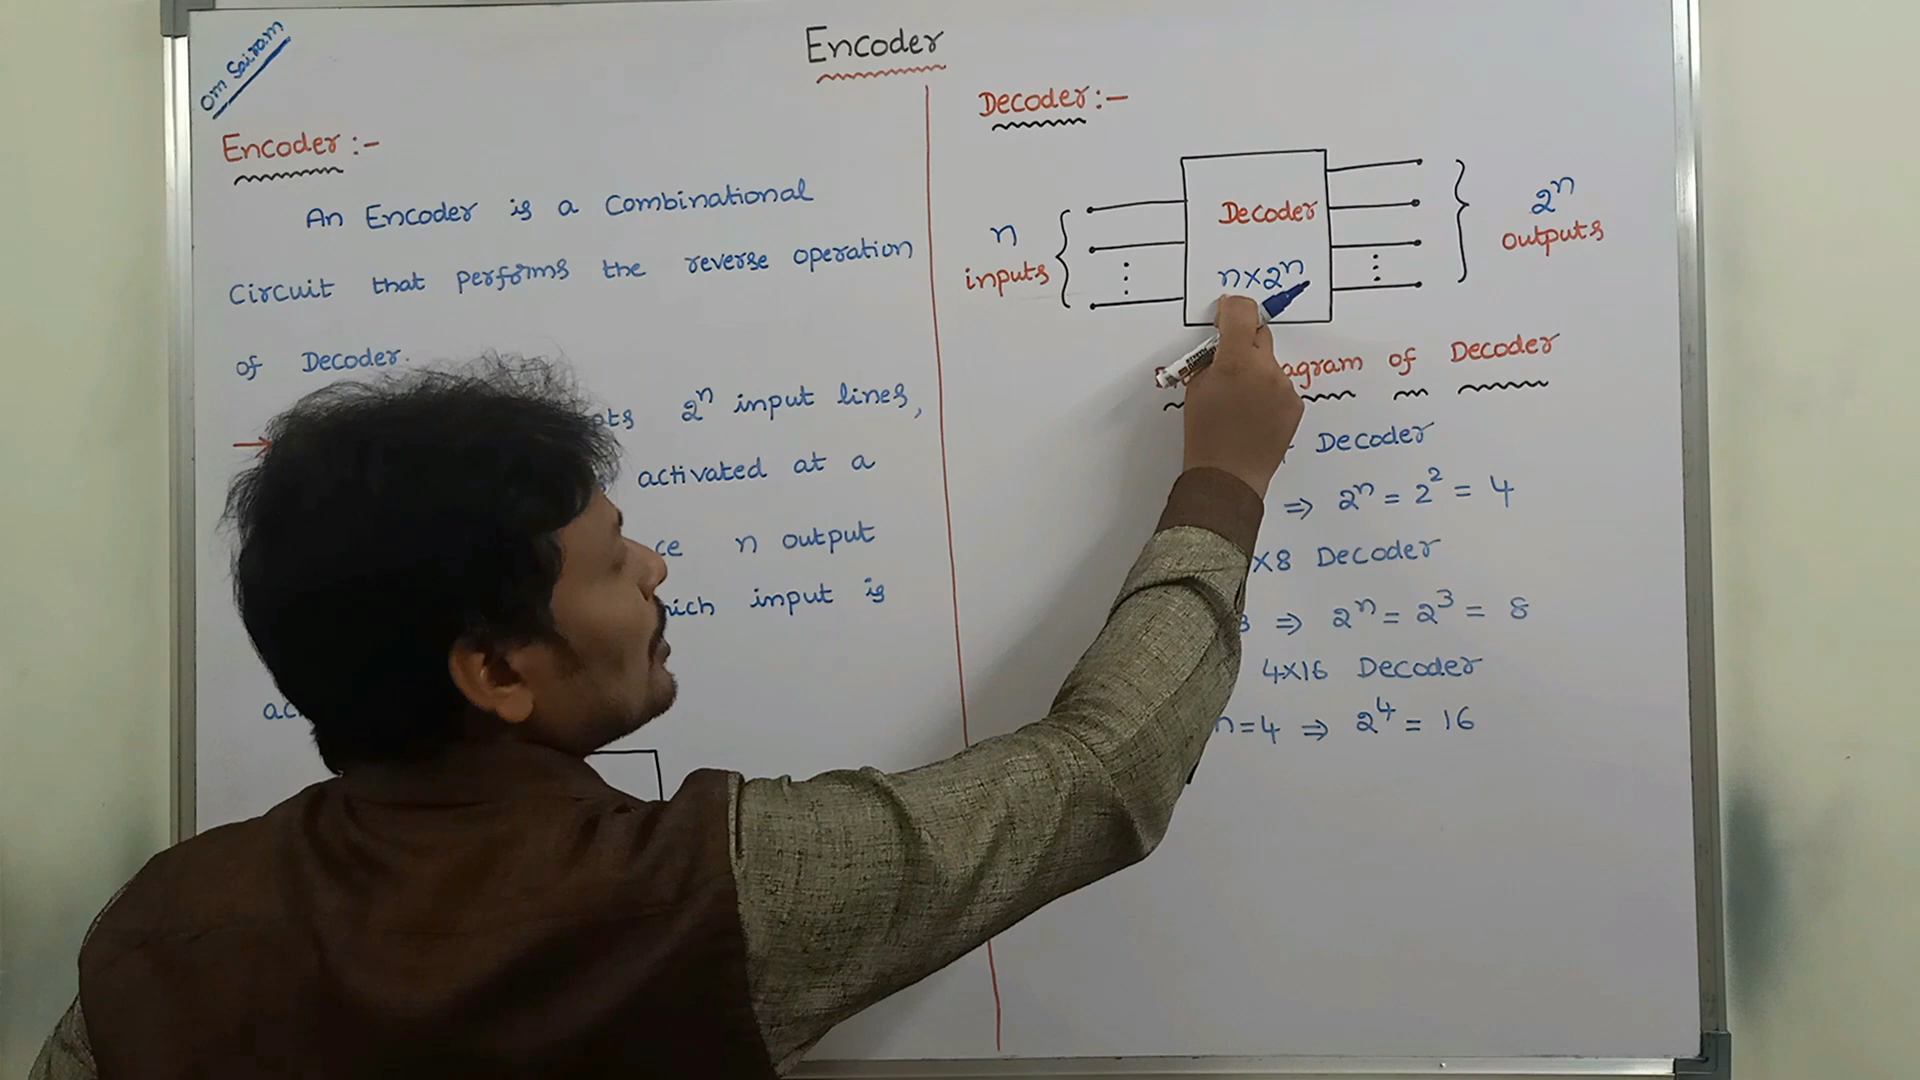 Om Sairam
Encoder
Encoder :-
An Encoder is a Combinational
Circuit that performs the reverse operation
of Decoder.
→ 2ⁿ input lines,
activated at a
n output
input is
Decoder :-
n
inputs
Decoder
n×2ⁿ
2ⁿ
outputs
of Decoder
Decoder
⇒ 2ⁿ = 2² = 4
×8 Decoder
3 ⇒ 2ⁿ = 2³ = 8
4×16 Decoder
n=4 ⇒ 2⁴ = 16